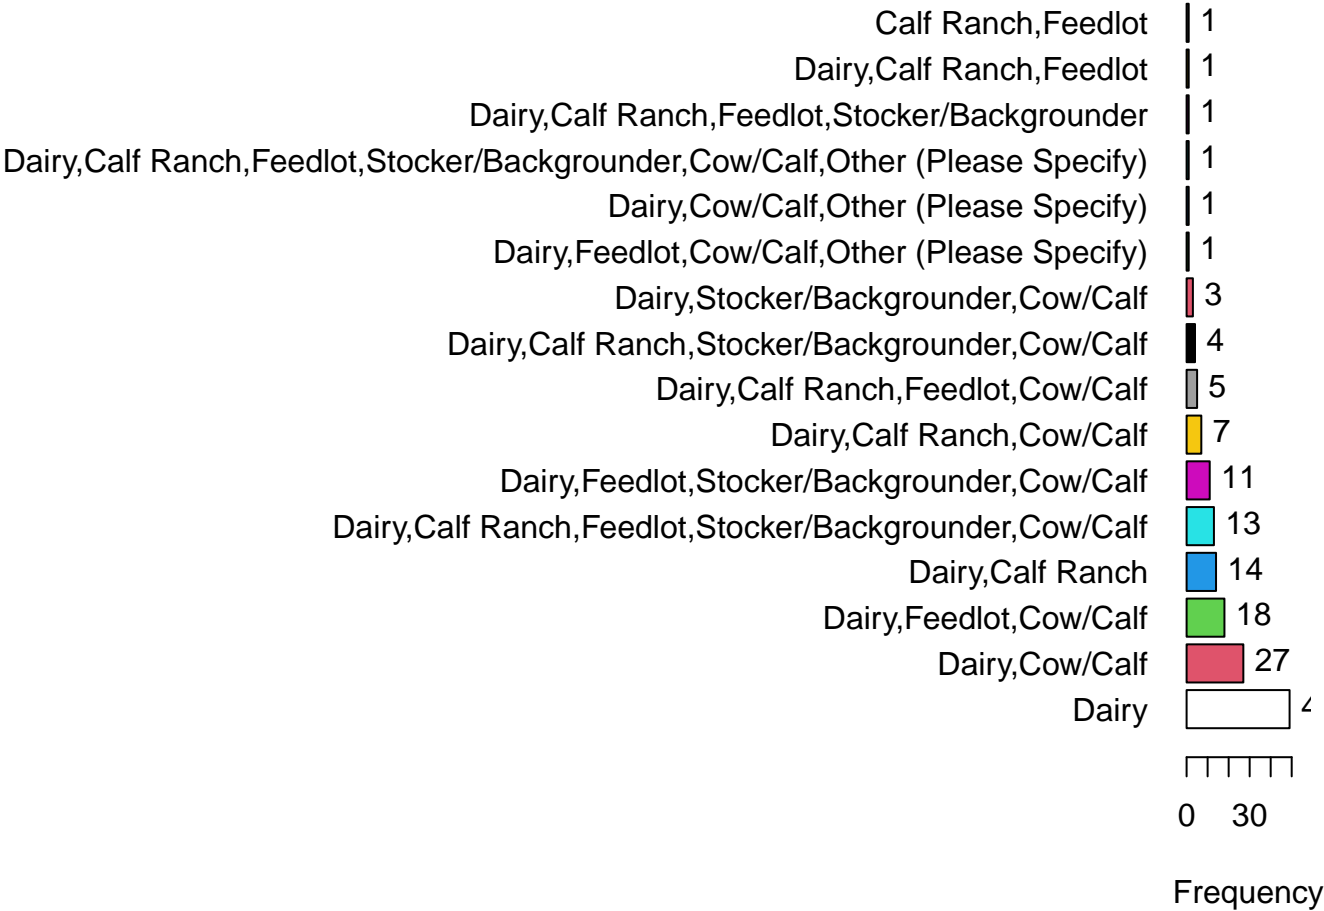 Calf Ranch,Feedlot 1
Dairy,Calf Ranch,Feedlot 1
Dairy,Calf Ranch,Feedlot,Stocker/Backgrounder 1
Dairy,Calf Ranch,Feedlot,Stocker/Backgrounder,Cow/Calf,Other (Please Specify) 1
Dairy,Cow/Calf,Other (Please Specify) 1
Dairy,Feedlot,Cow/Calf,Other (Please Specify) 1
Dairy,Stocker/Backgrounder,Cow/Calf 3
Dairy,Calf Ranch,Stocker/Backgrounder,Cow/Calf 4
Dairy,Calf Ranch,Feedlot,Cow/Calf 5
Dairy,Calf Ranch,Cow/Calf 7
Dairy,Feedlot,Stocker/Backgrounder,Cow/Calf 11
Dairy,Calf Ranch,Feedlot,Stocker/Backgrounder,Cow/Calf 13
Dairy,Calf Ranch 14
Dairy,Feedlot,Cow/Calf 18
Dairy,Cow/Calf 27
Dairy
0 30
Frequency